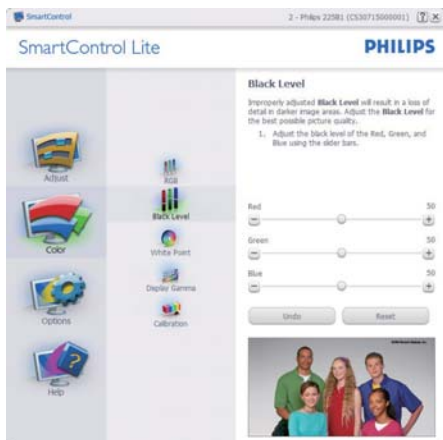 SmartControl
2 - Philips 225B1 (CS30715000001)
SmartControl Lite
PHILIPS
Adjust
Color
Options
Help
RGB
Black Level
White Point
Display Gamma
Calibration
Black Level
Improperly adjusted Black Level will result in a loss of
detail in darker image areas. Adjust the Black Level for
the best possible picture quality.
1. Adjust the black level of the Red, Green, and
Blue using the slider bars.
Red 50
Green 50
Blue 50
Undo Reset